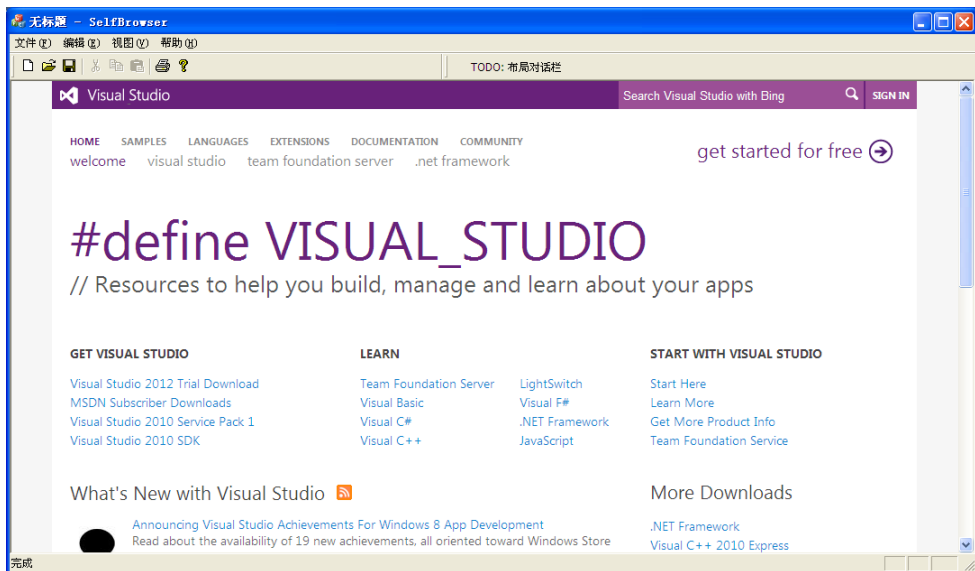 无标题 - SelfBrowser
文件(F) 编辑(E) 视图(V) 帮助(H)
TODO: 布局对话栏
Visual Studio Search Visual Studio with Bing SIGN IN
HOME SAMPLES LANGUAGES EXTENSIONS DOCUMENTATION COMMUNITY
welcome visual studio team foundation server .net framework
get started for free
#define VISUAL_STUDIO
// Resources to help you build, manage and learn about your apps
GET VISUAL STUDIO
Visual Studio 2012 Trial Download
MSDN Subscriber Downloads
Visual Studio 2010 Service Pack 1
Visual Studio 2010 SDK
LEARN
Team Foundation Server
Visual Basic
Visual C#
Visual C++
LightSwitch
Visual F#
.NET Framework
JavaScript
START WITH VISUAL STUDIO
Start Here
Learn More
Get More Product Info
Team Foundation Service
What's New with Visual Studio
Announcing Visual Studio Achievements For Windows 8 App Development
Read about the availability of 19 new achievements, all oriented toward Windows Store
More Downloads
.NET Framework
Visual C++ 2010 Express
完成